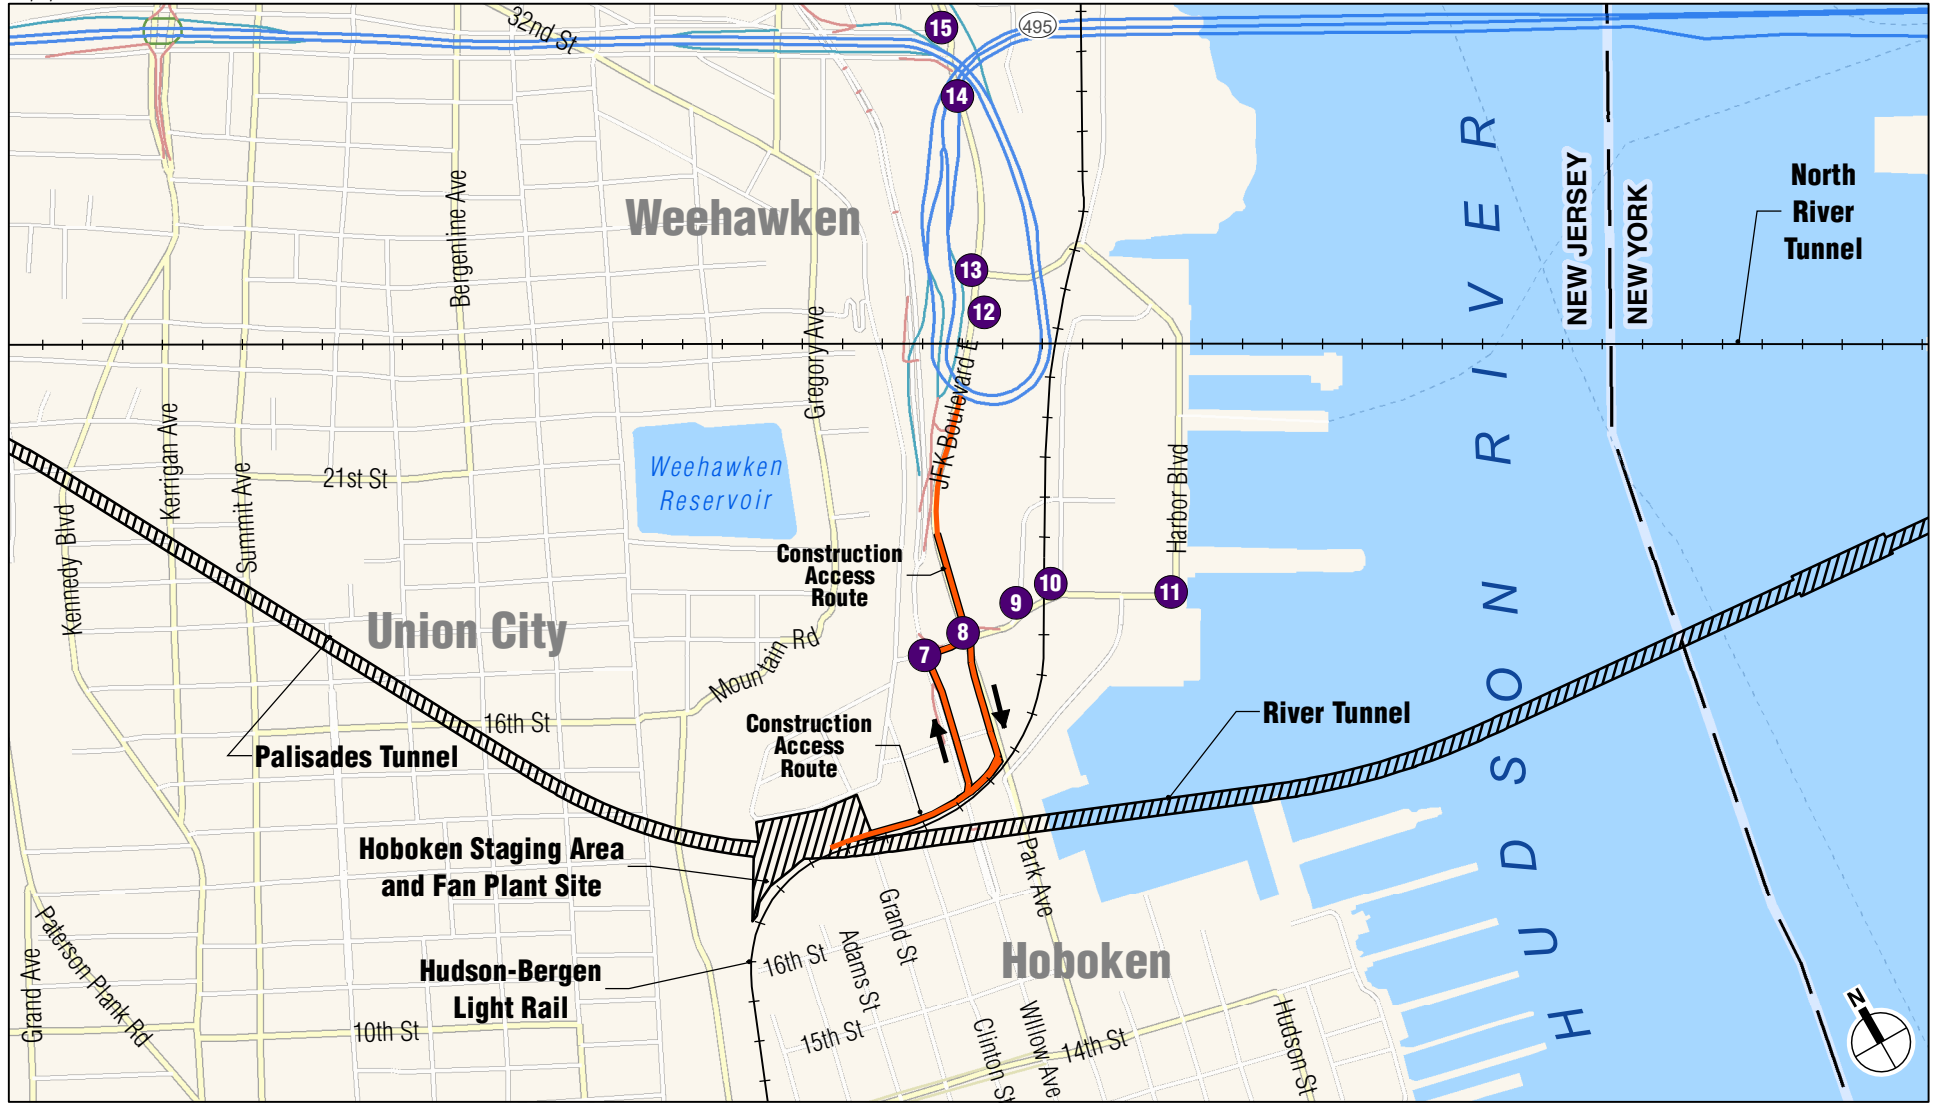 32nd St
15
495
14
Weehawken
Bergenline Ave
13
12
Gregory Ave
JFK Boulevard E
HUDSON RIVER
NEW JERSEY
NEW YORK
North
River
Tunnel
Kennedy Blvd
Kerrigan Ave
Summit Ave
21st St
Weehawken
Reservoir
Harbor Blvd
Construction
Access
Route
10
9
11
8
7
Union City
Mountain Rd
16th St
Palisades Tunnel
Construction
Access
Route
River Tunnel
Hoboken Staging Area
and Fan Plant Site
Park Ave
Grand St
Adams St
Hoboken
16th St
Hudson-Bergen
Light Rail
Grand Ave
Paterson Plank Rd
10th St
15th St
Clinton St
Willow Ave
14th St
Hudson St
N